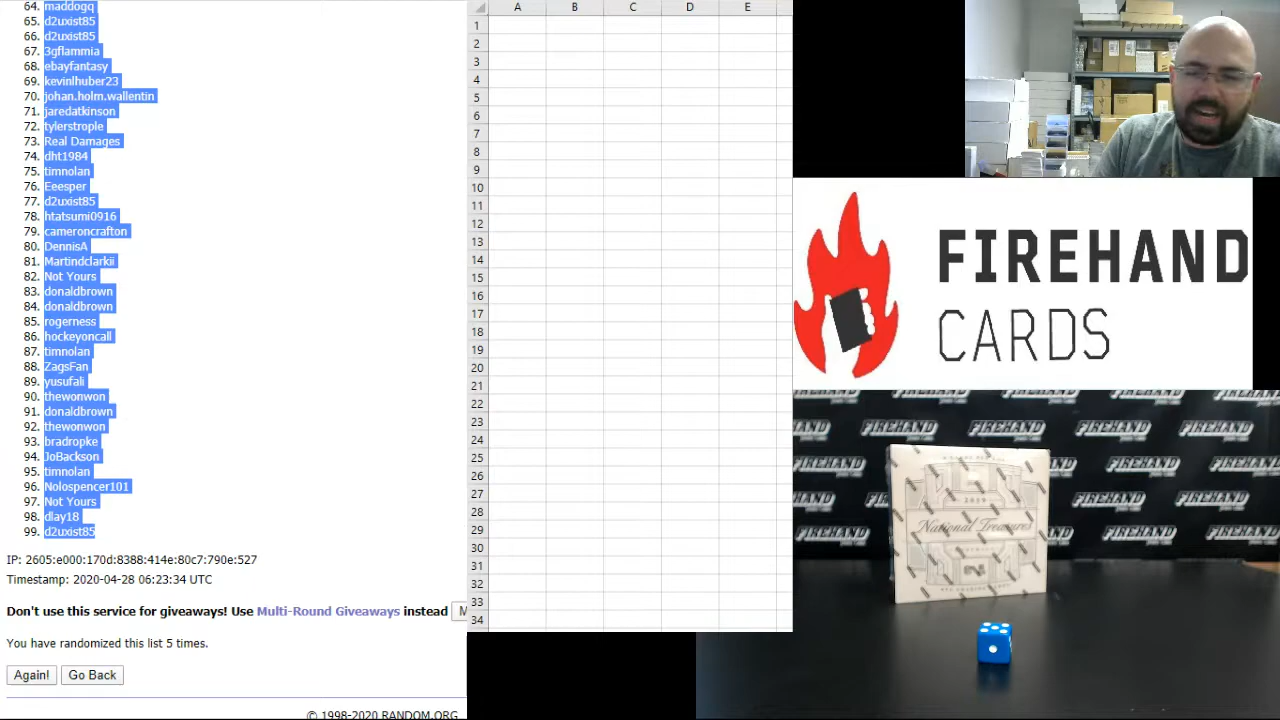 64. maddogq
65. d2uxist85
66. d2uxist85
67. 3gflammia
68. ebayfantasy
69. kevinlhuber23
70. johan.holm.wallentin
71. jaredatkinson
72. tylerstrople
73. Real Damages
74. dht1984
75. timnolan
76. Eeesper
77. d2uxist85
78. htatsumi0916
79. cameroncrafton
80. DennisA
81. Martindclarkii
82. Not Yours
83. donaldbrown
84. donaldbrown
85. rogerness
86. hockeyoncall
87. timnolan
88. ZagsFan
89. yusufali
90. thewonwon
91. donaldbrown
92. thewonwon
93. bradropke
94. JoBackson
95. timnolan
96. Nolospencer101
97. Not Yours
98. dlay18
99. d2uxist85
IP: 2605:e000:170d:8388:414e:80c7:790e:527
Timestamp: 2020-04-28 06:23:34 UTC
Don't use this service for giveaways! Use Multi-Round Giveaways instead M
You have randomized this list 5 times.
Again! Go Back
© 1998-2020 RANDOM.ORG
A B C D E
1
2
3
4
5
6
7
8
9
10
11
12
13
14
15
16
17
18
19
20
21
22
23
24
25
26
27
28
29
30
31
32
33
34
FIREHAND
CARDS
FIREHAND FIREHAND FIREHAND
FIREHAND FIREHAND
2019
National Treasures